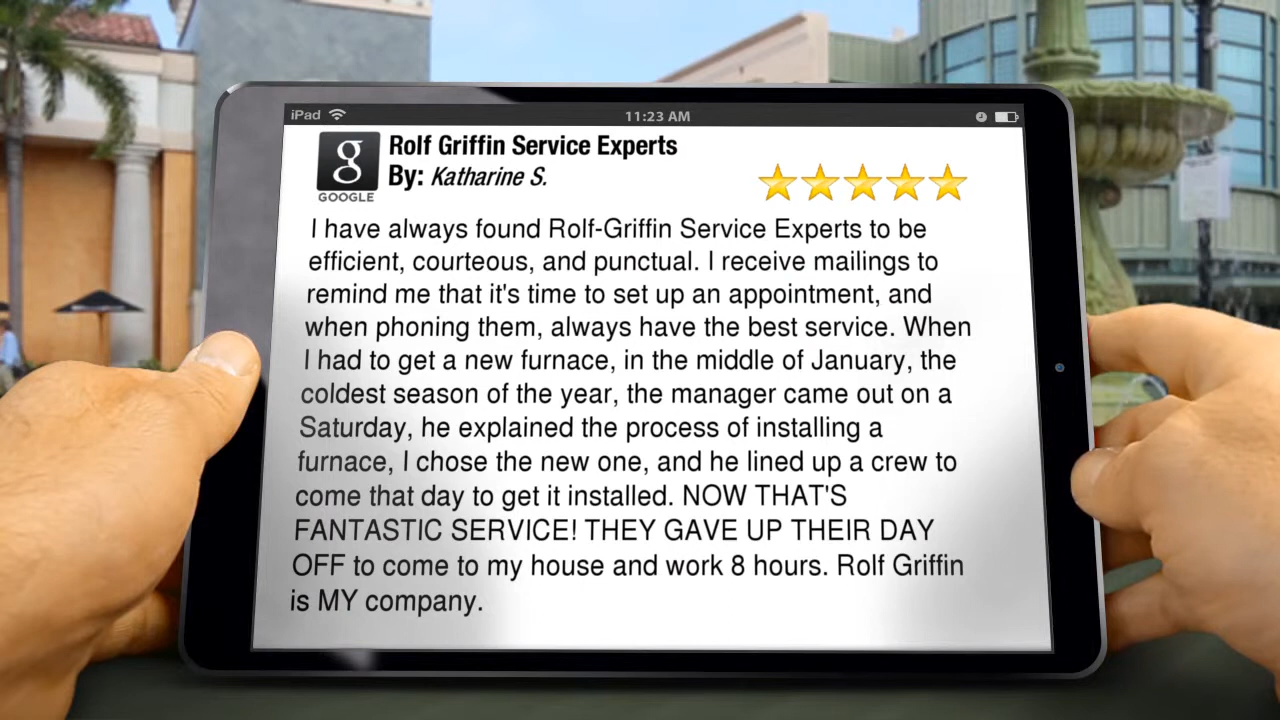 iPad 11:23 AM
g
GOOGLE
Rolf Griffin Service Experts
By: Katharine S.
I have always found Rolf-Griffin Service Experts to be
efficient, courteous, and punctual. I receive mailings to
remind me that it's time to set up an appointment, and
when phoning them, always have the best service. When
I had to get a new furnace, in the middle of January, the
coldest season of the year, the manager came out on a
Saturday, he explained the process of installing a
furnace, I chose the new one, and he lined up a crew to
come that day to get it installed. NOW THAT'S
FANTASTIC SERVICE! THEY GAVE UP THEIR DAY
OFF to come to my house and work 8 hours. Rolf Griffin
is MY company.